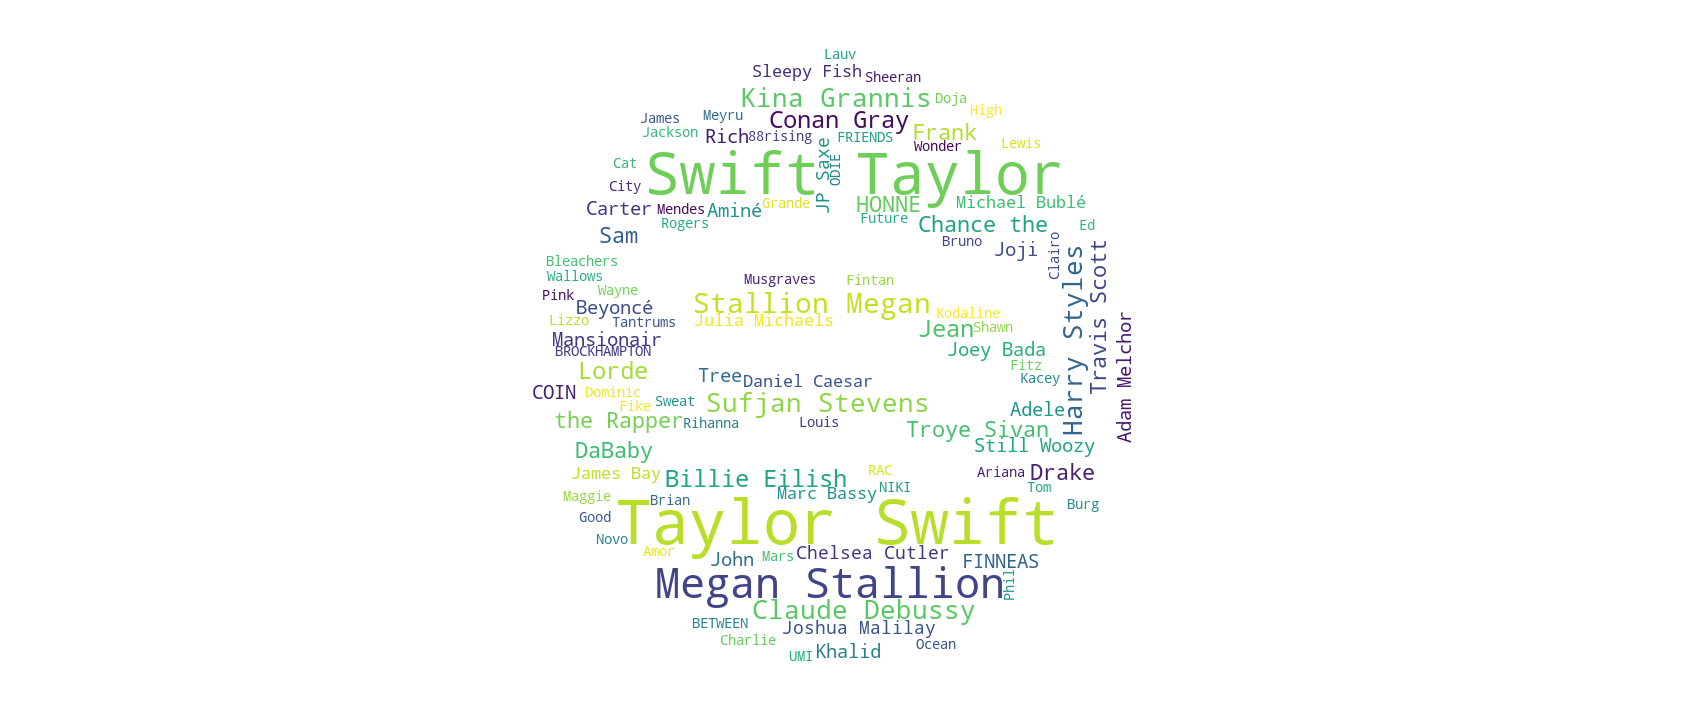 Lauv
Sleepy Fish
Sheeran
Kina Grannis
Doja
High
James
Meyru
Conan Gray
Jackson
Rich
88rising
FRIENDS
Frank
Wonder
Lewis
Cat
Swift Taylor
JP Saxe
ODIE
City
Carter
Mendes
Aminé
Grande
HONNE
Michael Bublé
Rogers
Future
Chance the
Ed
Sam
Bruno
Joji
Clairo
Harry Styles
Travis Scott
Bleachers
Wallows
Musgraves
Fintan
Pink
Wayne
Beyoncé
Stallion Megan
Lizzo
Tantrums
Julia Michaels
Kodaline
Jean
Shawn
Mansionair
BROCKHAMPTON
Joey Bada
Adam Melchor
Lorde
Tree
Daniel Caesar
Fitz
Kacey
COIN
Dominic
Fike
Sweat
Sufjan Stevens
Adele
the Rapper
Rihanna
Louis
Troye Sivan
DaBaby
Still Woozy
James Bay
Billie Eilish
RAC
Ariana
Drake
Maggie
Brian
Marc Bassy
NIKI
Tom
Burg
Good
Taylor Swift
Novo
Amor
John
Mars
Chelsea Cutler
FINNEAS
Megan Stallion
Phil
Claude Debussy
BETWEEN
Joshua Malilay
Charlie
Ocean
UMI
Khalid